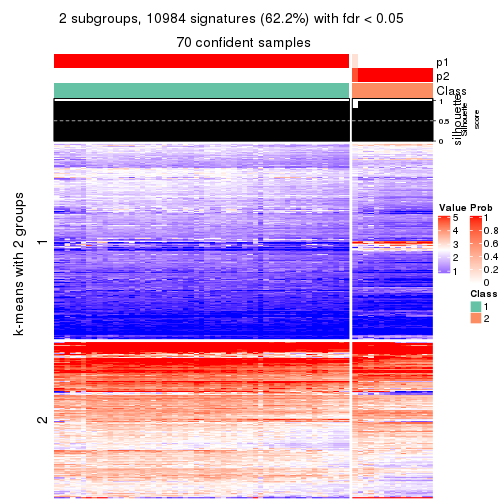 2 subgroups, 10984 signatures (62.2%) with fdr < 0.05
70 confident samples
p1
p2
Class
silhouette
Silhouette
score
1
0.5
0
k-means with 2 groups
1
2
Value
5
4
3
2
1
Prob
1
0.8
0.6
0.4
0.2
0
Class
1
2